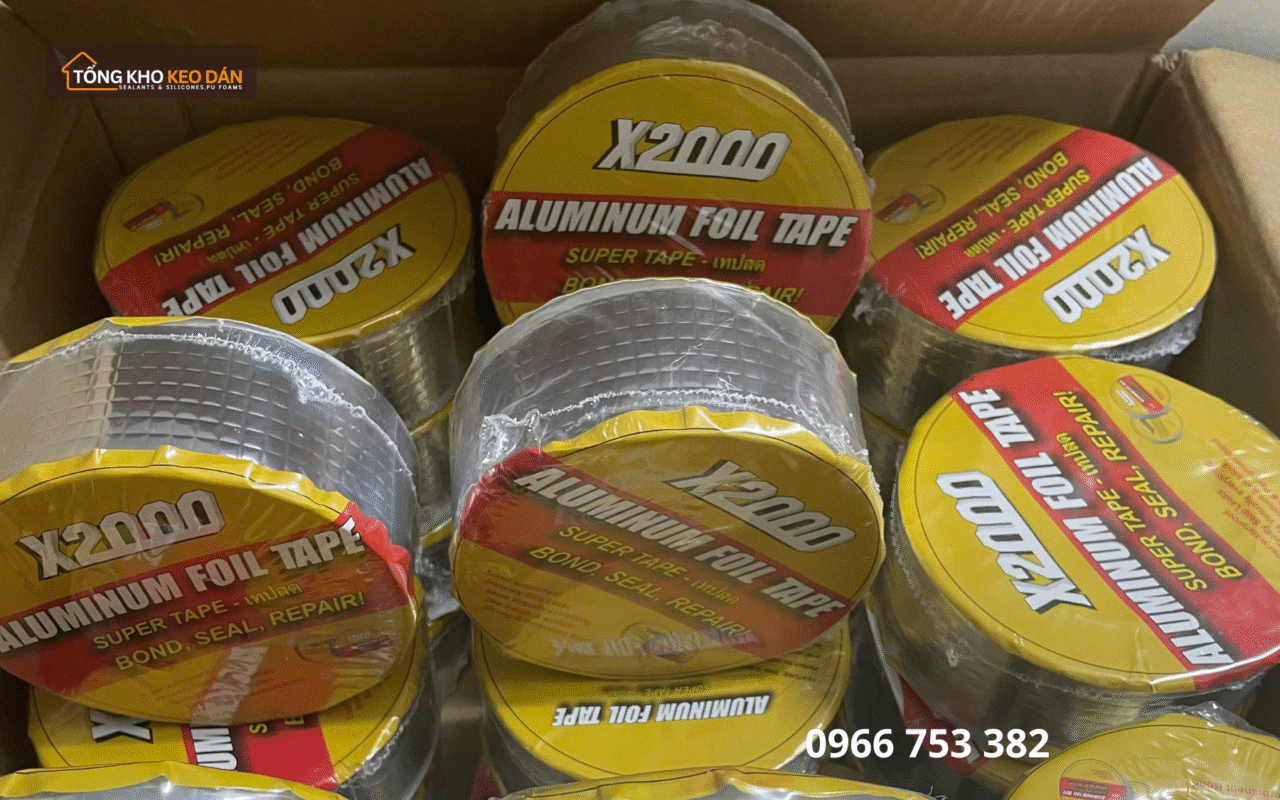 TỔNG KHO KEO DÁN
SEALANTS & SILICONES,PU FOAMS
X2000
ALUMINUM FOIL TAPE
SUPER TAPE - เทปสด
BOND, SEAL, REPAIR!
X2000
ALUMINUM FOIL TAPE
SUPER TAPE - เทปสด
X2000
ALUMINUM FOIL TAPE
SUPER TAPE - เทปสด
BOND, SEAL, REPAIR!
X2000
ALUMINUM FOIL TAPE
SUPER TAPE - เทปสด
BOND, SEAL, REPAIR!
X2000
ALUMINUM FOIL TAPE
SUPER TAPE - เทปสด
BOND, SEAL, REPAIR!
X2000
ALUMINUM FOIL TAPE
SUPER TAPE - เทปสด
BOND, SEAL, REPAIR!
ALUMINUM FOIL TAPE
SUPER TAPE
0966 753 382